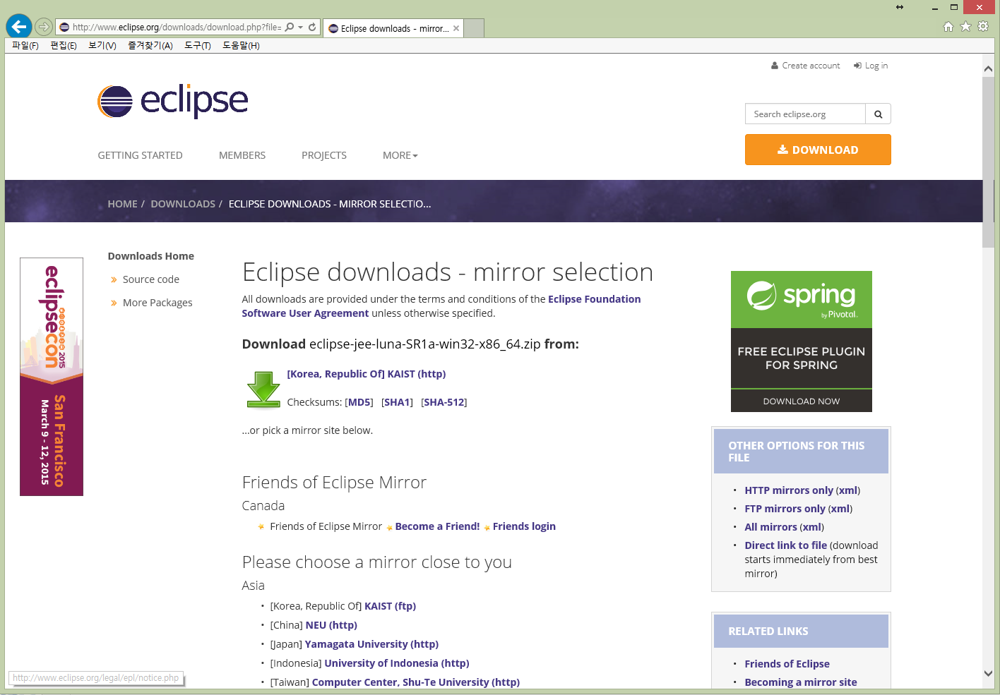 http://www.eclipse.org/downloads/download.php?file=
Eclipse downloads - mirror...
파일(F) 편집(E) 보기(V) 즐겨찾기(A) 도구(T) 도움말(H)
Create account Log in
eclipse
Search eclipse.org
GETTING STARTED MEMBERS PROJECTS MORE
DOWNLOAD
HOME / DOWNLOADS / ECLIPSE DOWNLOADS - MIRROR SELECTIO...
eclipsecon
2015
San Francisco
March 9 - 12, 2015
Downloads Home
Source code
More Packages
Eclipse downloads - mirror selection
All downloads are provided under the terms and conditions of the Eclipse Foundation
Software User Agreement unless otherwise specified.
Download eclipse-jee-luna-SR1a-win32-x86_64.zip from:
[Korea, Republic Of] KAIST (http)
Checksums: [MD5] [SHA1] [SHA-512]
...or pick a mirror site below.
Friends of Eclipse Mirror
Canada
Friends of Eclipse Mirror Become a Friend! Friends login
Please choose a mirror close to you
Asia
• [Korea, Republic Of] KAIST (ftp)
• [China] NEU (http)
• [Japan] Yamagata University (http)
• [Indonesia] University of Indonesia (http)
• [Taiwan] Computer Center, Shu-Te University (http)
spring
by Pivotal
FREE ECLIPSE PLUGIN
FOR SPRING
DOWNLOAD NOW
OTHER OPTIONS FOR THIS
FILE
• HTTP mirrors only (xml)
• FTP mirrors only (xml)
• All mirrors (xml)
• Direct link to file (download
starts immediately from best
mirror)
RELATED LINKS
• Friends of Eclipse
• Becoming a mirror site
http://www.eclipse.org/legal/epl/notice.php